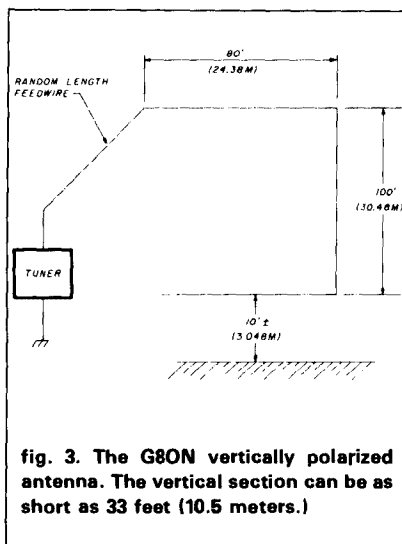 80'
(24.38M)
RANDOM LENGTH
FEEDWIRE
100'
(30.48M)
TUNER
10' ±
(3.048M)
fig. 3. The G8ON vertically polarized
antenna. The vertical section can be as
short as 33 feet (10.5 meters.)